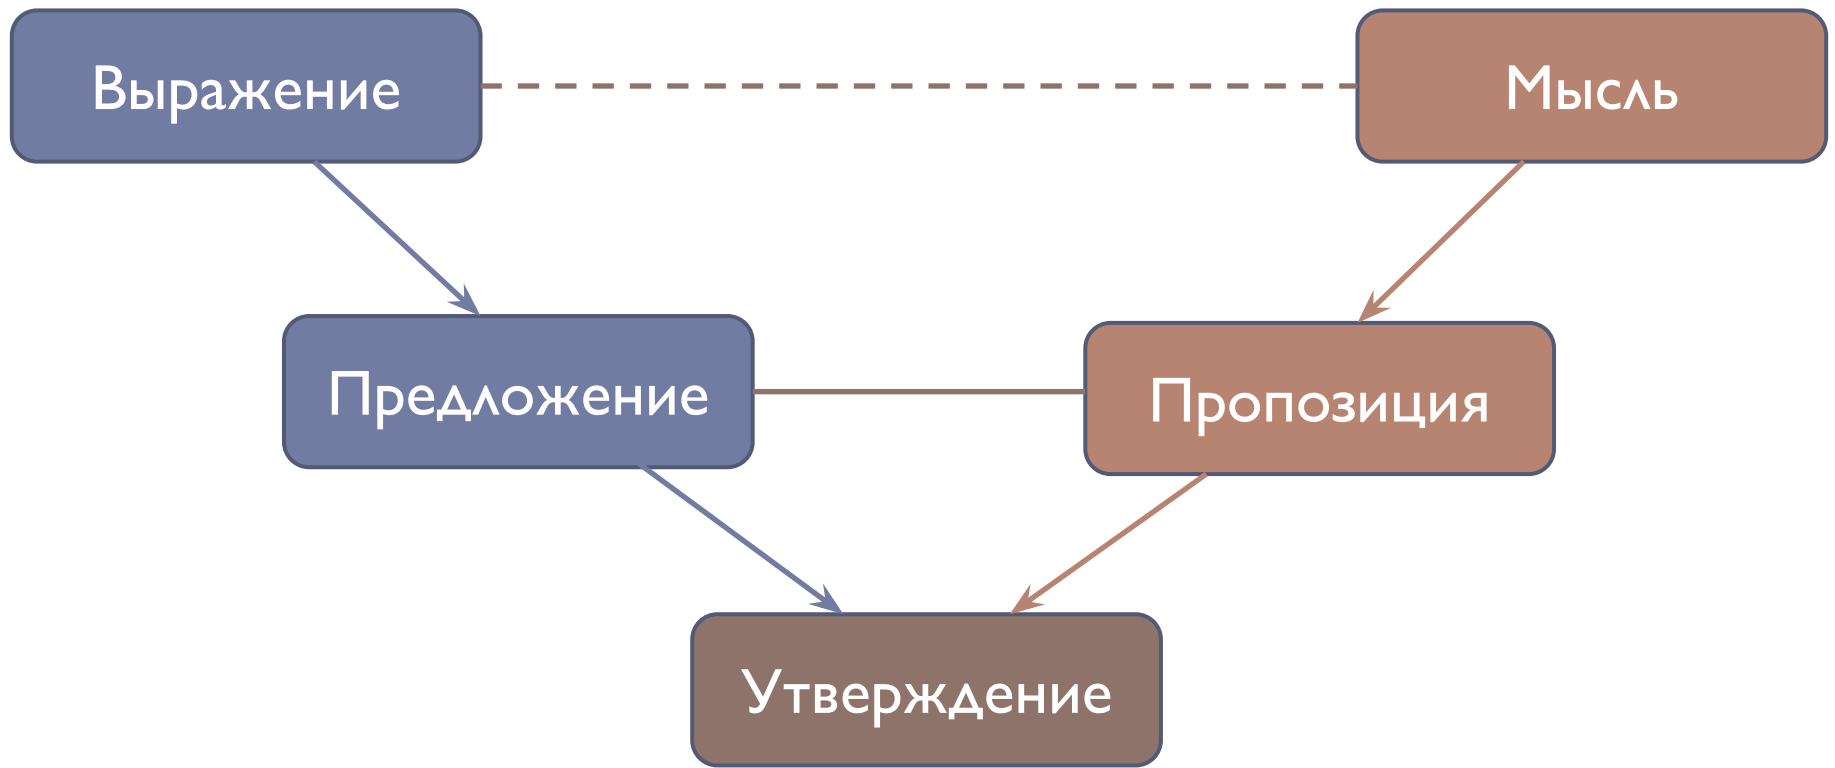 Выражение
Мысль
Предложение
Пропозиция
Утверждение